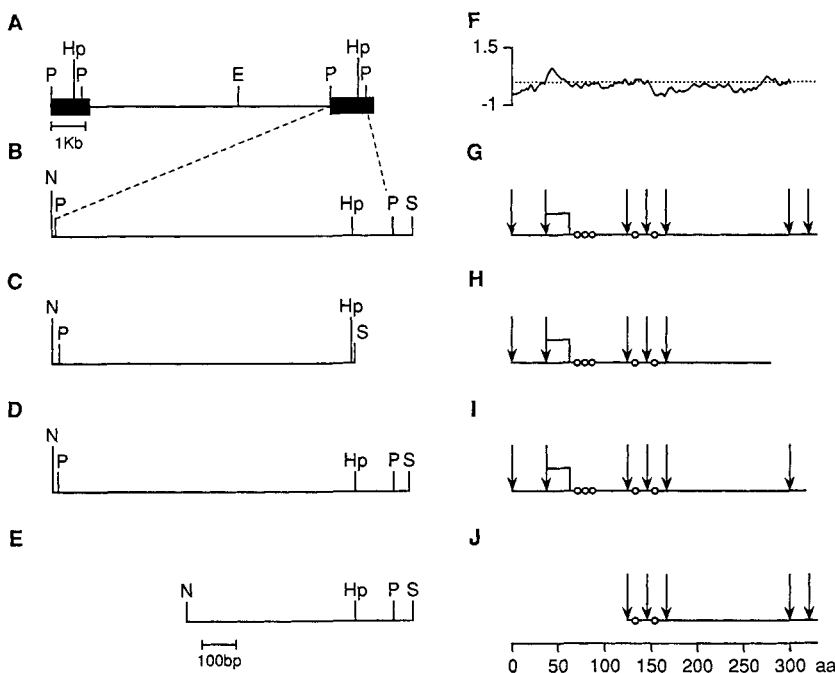 A
P Hp P E P Hp P
1Kb
B
N P Hp P S
C
N P Hp S
D
N P Hp P S
E
N Hp P S
100bp
F
1.5
-1
G
H
I
J
0 50 100 150 200 250 300 aa